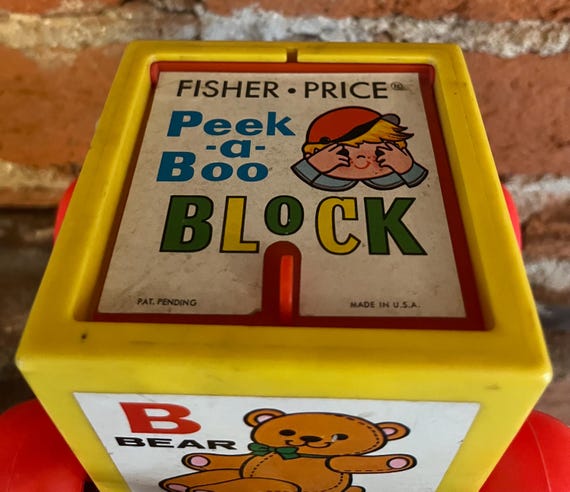 FISHER • PRICE®
Peek
-a-
Boo
BLOCK
PAT. PENDING MADE IN U.S.A.
B
BEAR